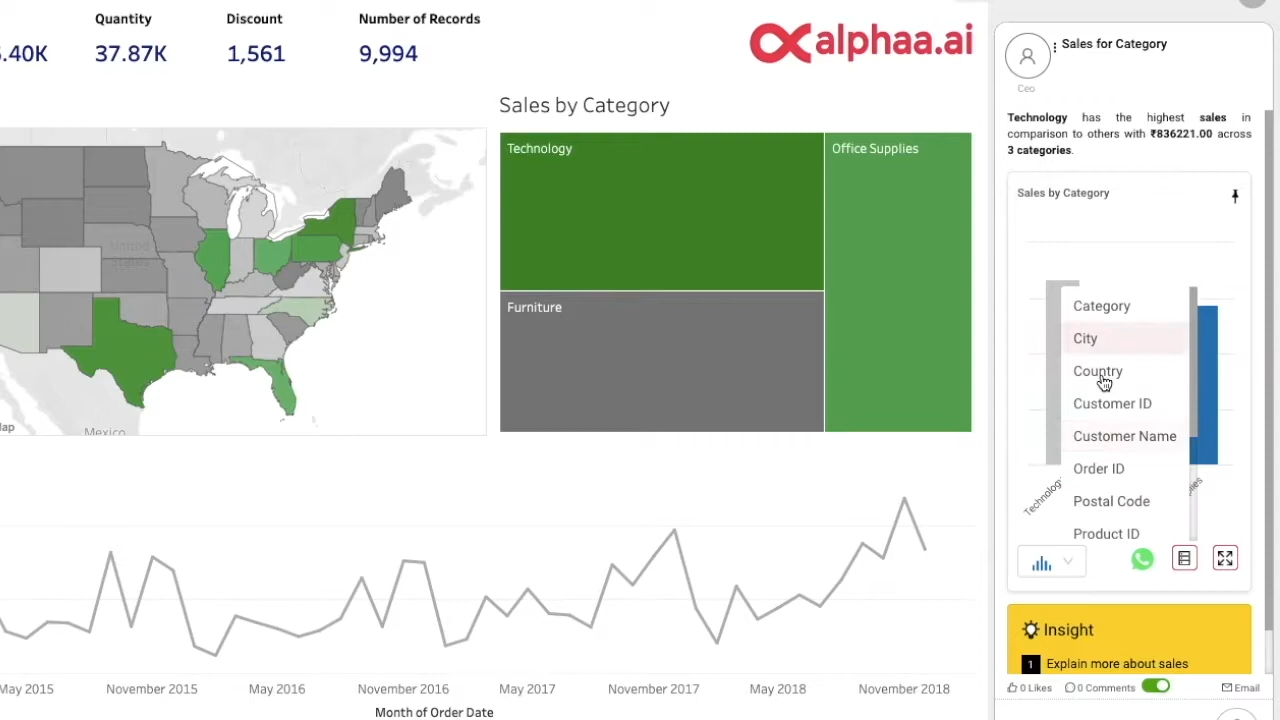 Quantity
Discount
Number of Records
.40K
37.87K
1,561
9,994
alphaa.ai
Sales by Category
Technology
Office Supplies
Furniture
United
States
Mexico
May 2015
November 2015
May 2016
November 2016
May 2017
November 2017
May 2018
November 2018
Month of Order Date
Sales for Category
Ceo
Technology has the highest sales in
comparison to others with ₹836221.00 across
3 categories.
Sales by Category
Category
City
Country
Customer ID
Customer Name
Order ID
Postal Code
Product ID
Technology
Insight
1 Explain more about sales
0 Likes
0 Comments
Email